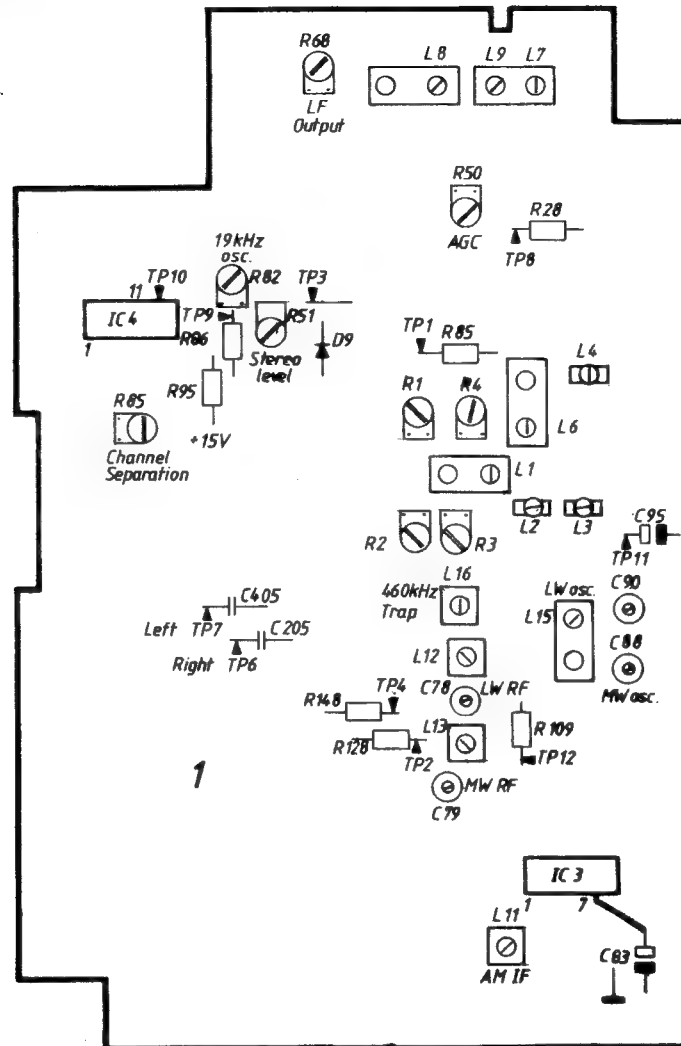 R68
LF
Output
L8
L9
L7
R50
AGC
R28
TP8
19kHz
osc.
R82
TP10
11
TP3
IC4
1
TP9
R86
R51
Stereo
level
D9
TP1
R85
L4
R95
+15V
R85
Channel
Separation
R1
R4
L6
L1
L2
L3
C95
TP11
R2
R3
L16
460kHz
Trap
LW osc.
L15
C90
C88
MW osc.
C405
Left
TP7
C205
Right
TP6
L12
C78
LW RF
R148
TP4
R128
TP2
L13
R109
TP12
1
MW RF
C79
IC3
1
7
L11
AM IF
C83